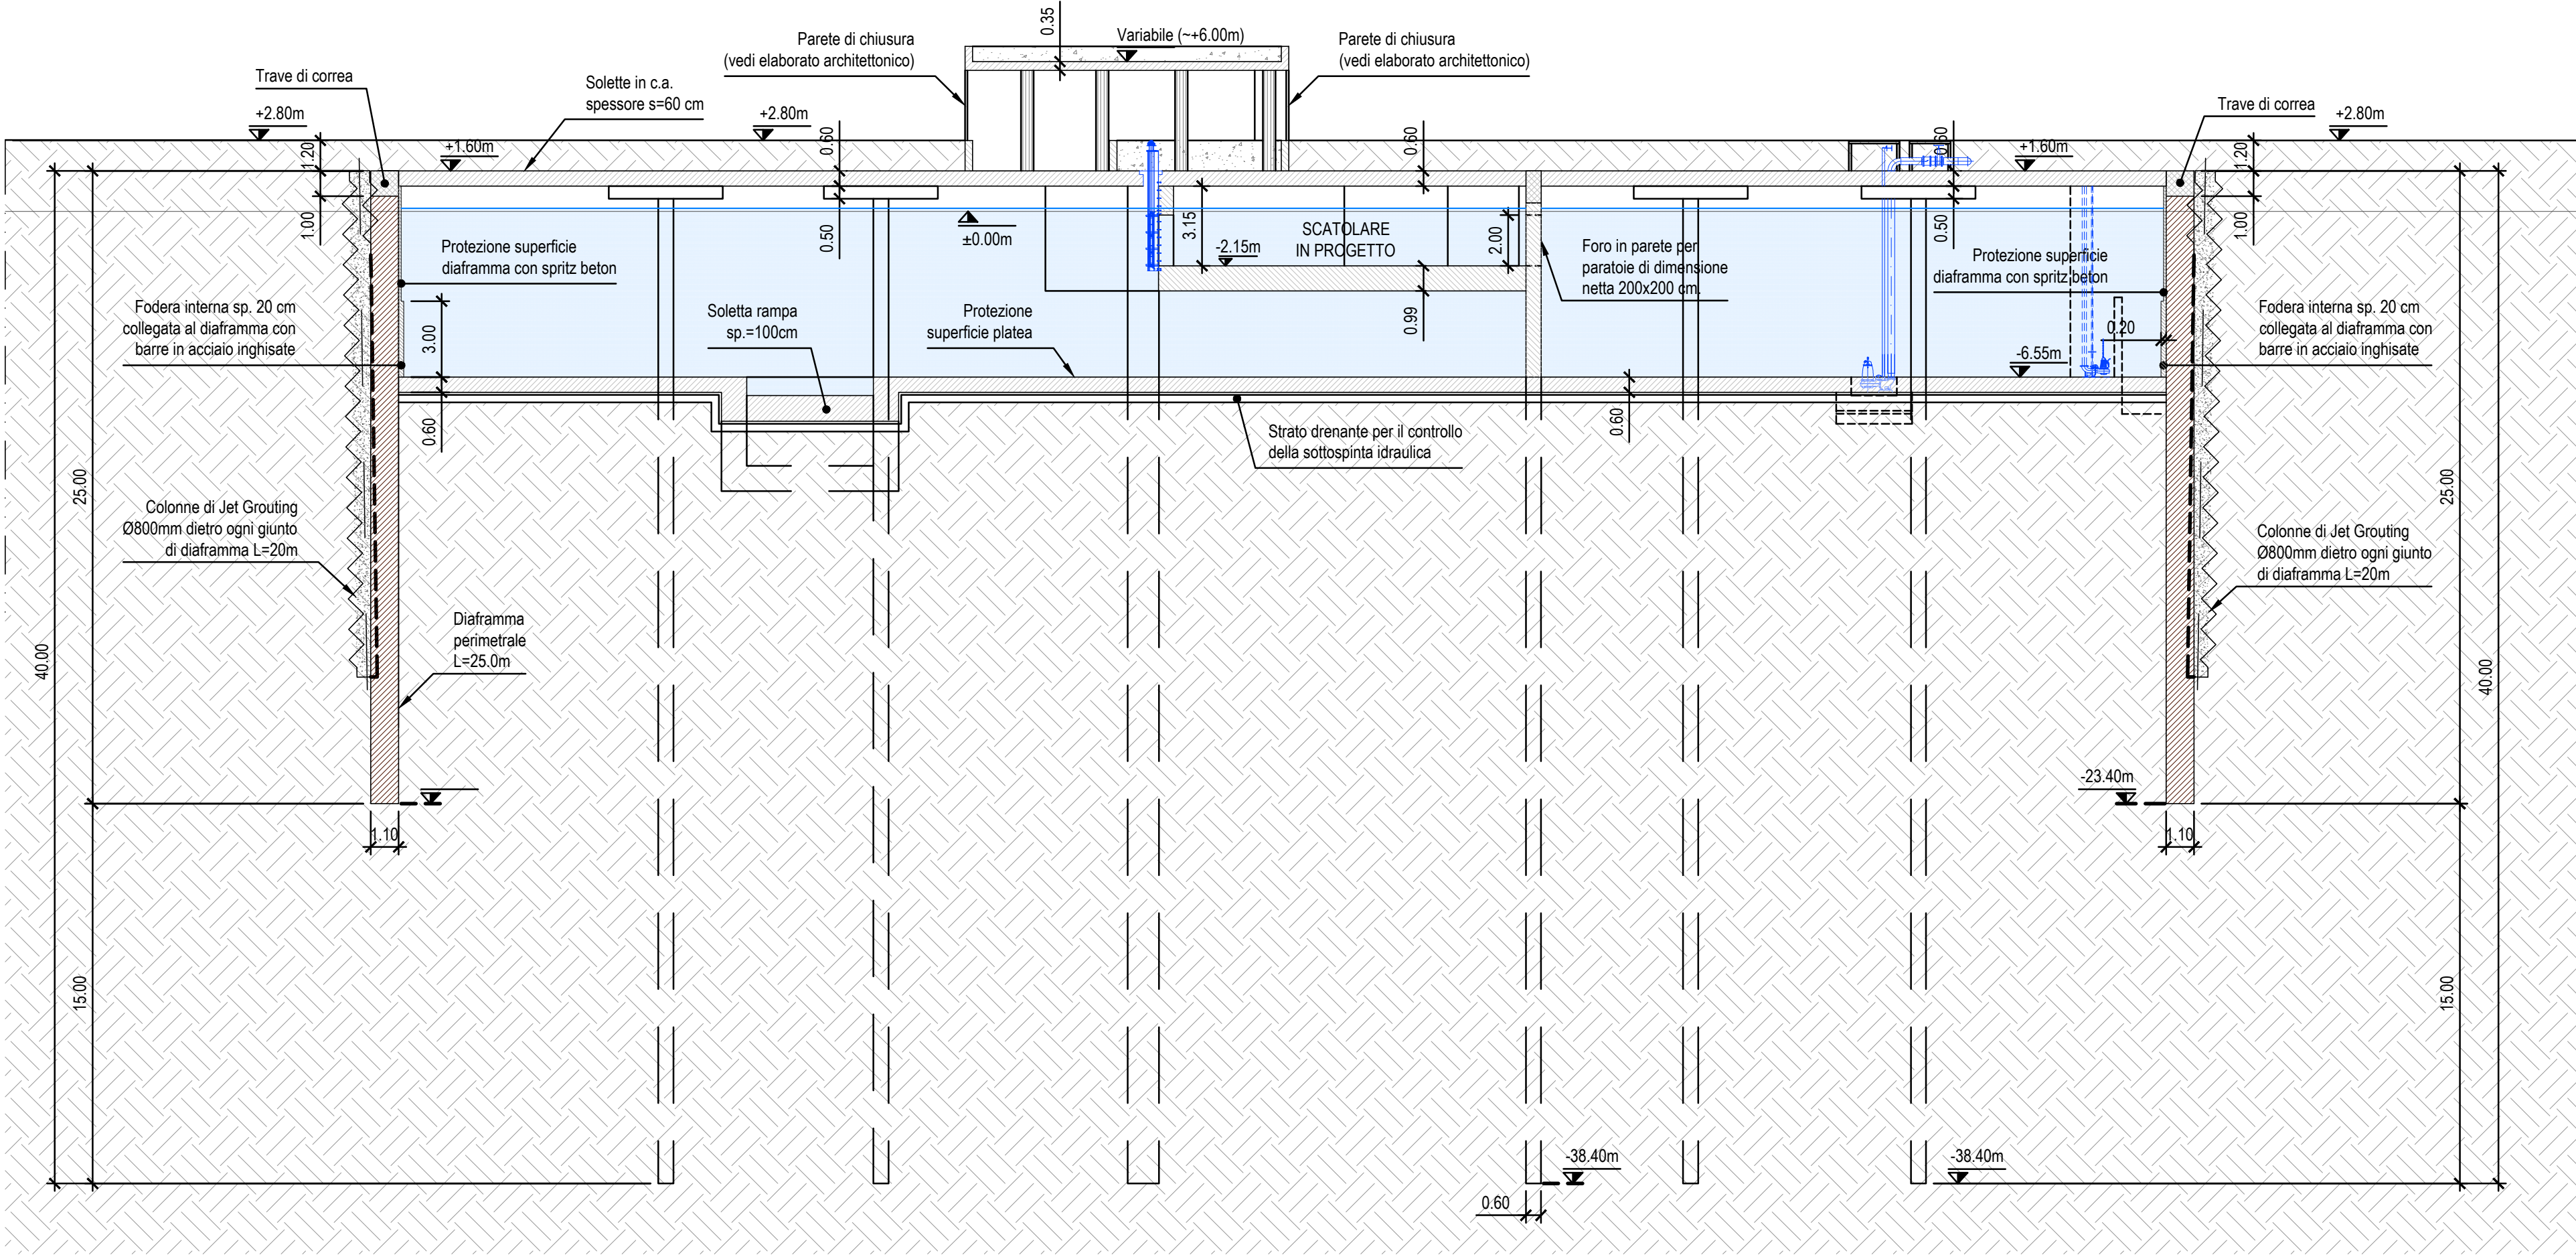 0.35
Variabile (~+6.00m)
Parete di chiusura
(vedi elaborato architettonico)
Parete di chiusura
(vedi elaborato architettonico)
Trave di correa
Solette in c.a.
spessore s=60 cm
Trave di correa
+2.80m
+2.80m
+2.80m
1.20
+1.60m
0.60
0.60
0.60
+1.60m
1.20
1.00
±0.00m
0.50
3.15
-2.15m
SCATOLARE
IN PROGETTO
2.00
0.50
1.00
Protezione superficie
diaframma con spritz beton
Foro in parete per
paratoie di dimensione
netta 200x200 cm.
Protezione superficie
diaframma con spritz beton
Fodera interna sp. 20 cm
collegata al diaframma con
barre in acciaio inghisate
3.00
Soletta rampa
sp.=100cm
Protezione
superficie platea
0.99
0.20
-6.55m
Fodera interna sp. 20 cm
collegata al diaframma con
barre in acciaio inghisate
0.60
0.60
Strato drenante per il controllo
della sottospinta idraulica
25.00
25.00
Colonne di Jet Grouting
Ø800mm dietro ogni giunto
di diaframma L=20m
Colonne di Jet Grouting
Ø800mm dietro ogni giunto
di diaframma L=20m
Diaframma
perimetrale
L=25.0m
40.00
40.00
-23.40m
1.10
1.10
15.00
15.00
-38.40m
-38.40m
0.60